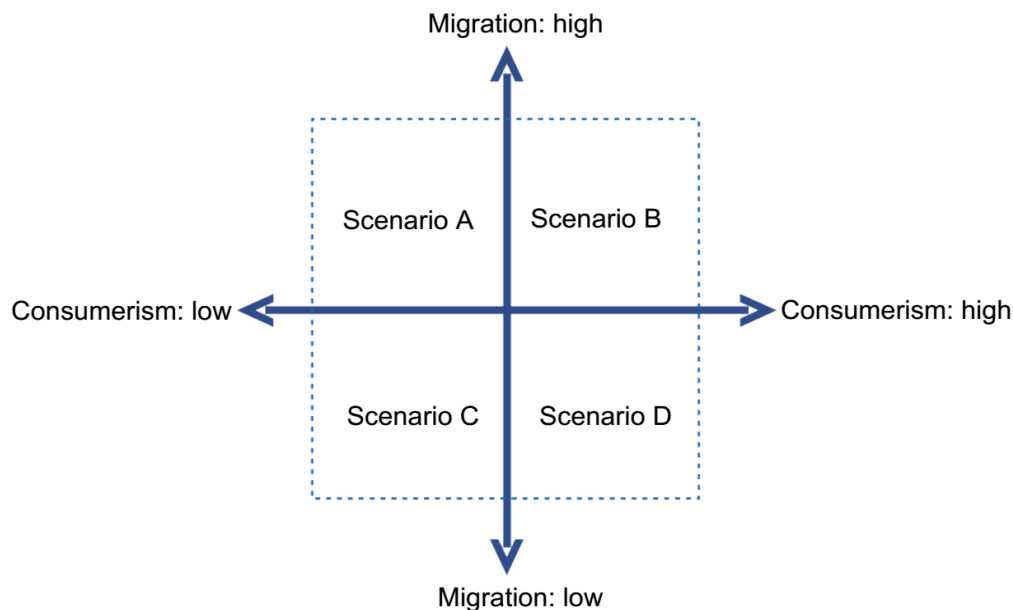 Migration: high
Scenario A
Scenario B
Consumerism: low
Consumerism: high
Scenario C
Scenario D
Migration: low